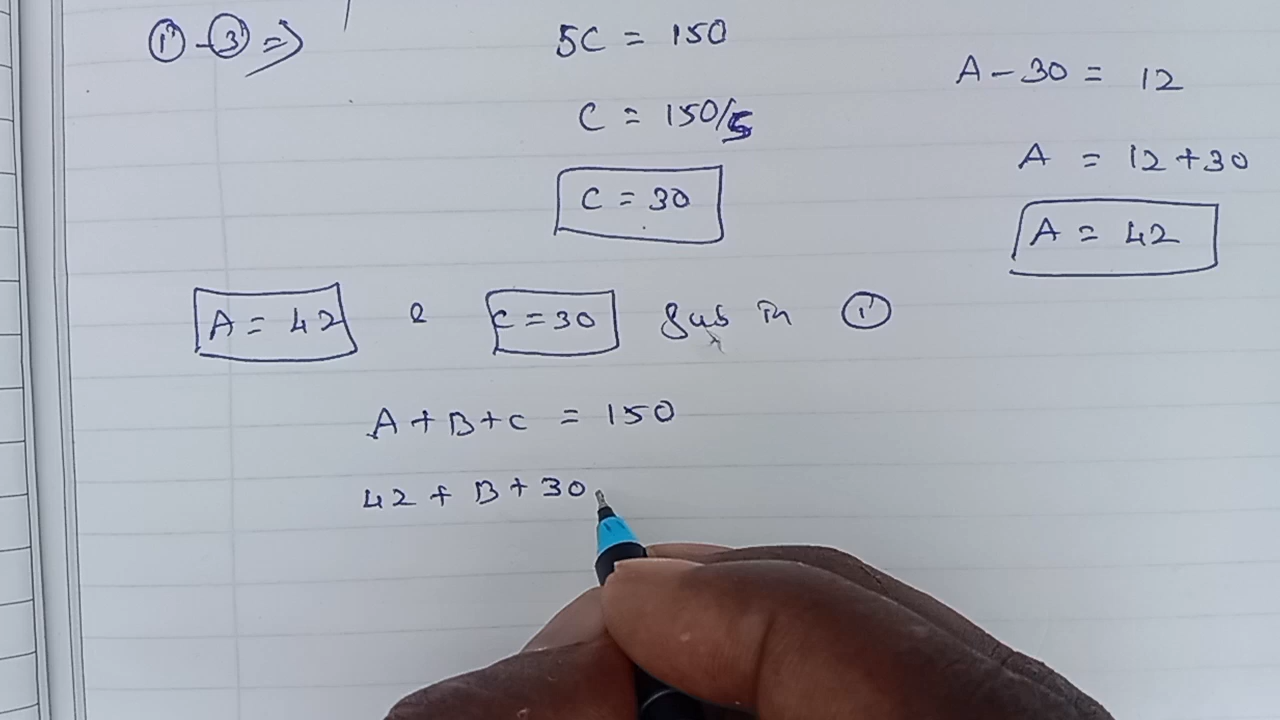 ①' - ③' ⇒ 5C = 150
C = 150/5
C = 30
A - 30 = 12
A = 12 + 30
A = 42
A = 42 & C = 30 sub in ①'
A + B + C = 150
42 + B + 30